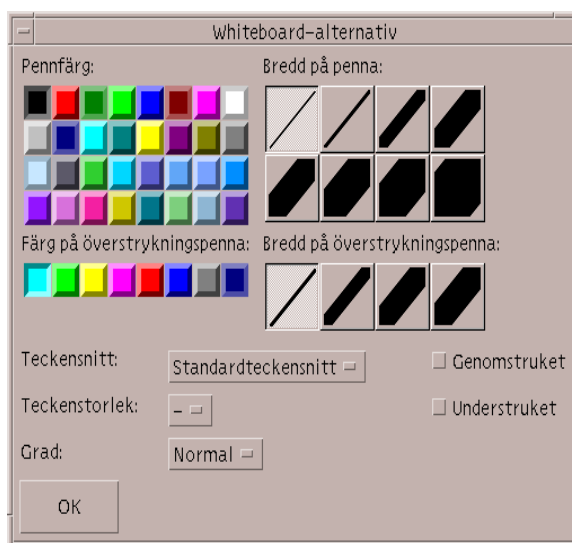 Whiteboard-alternativ
Pennfärg: Bredd på penna:
Färg på överstrykningspenna: Bredd på överstrykningspenna:
Teckensnitt: Standardteckensnitt Genomstruket
Teckenstorlek: - Understruket
Grad: Normal
OK